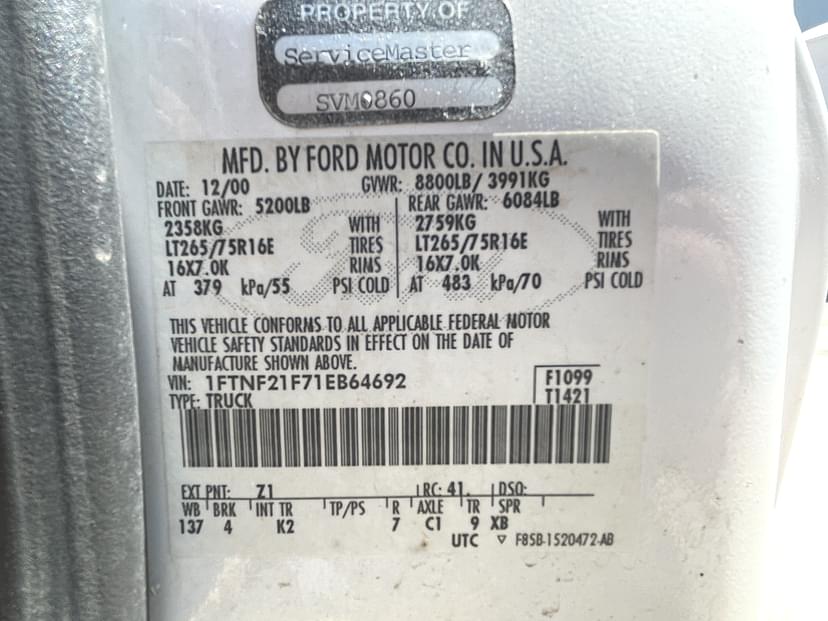 PROPERTY OF
ServiceMaster
SVM0860
MFD. BY FORD MOTOR CO. IN U.S.A.
DATE: 12/00 GVWR: 8800LB/ 3991KG
FRONT GAWR: 5200LB REAR GAWR: 6084LB
2358KG WITH 2759KG WITH
LT265/75R16E TIRES LT265/75R16E TIRES
16X7.0K RIMS 16X7.0K RIMS
AT 379 kPa/55 PSI COLD AT 483 kPa/70 PSI COLD
THIS VEHICLE CONFORMS TO ALL APPLICABLE FEDERAL MOTOR
VEHICLE SAFETY STANDARDS IN EFFECT ON THE DATE OF
MANUFACTURE SHOWN ABOVE.
VIN: 1FTNF21F71EB64692 F1099
TYPE: TRUCK T1421
EXT PNT: Z1 RC: 41 DSO:
WB BRK INT TR TP/PS R AXLE TR SPR
137 4 K2 7 C1 9 XB
UTC ▽ F85B-1520472-AB